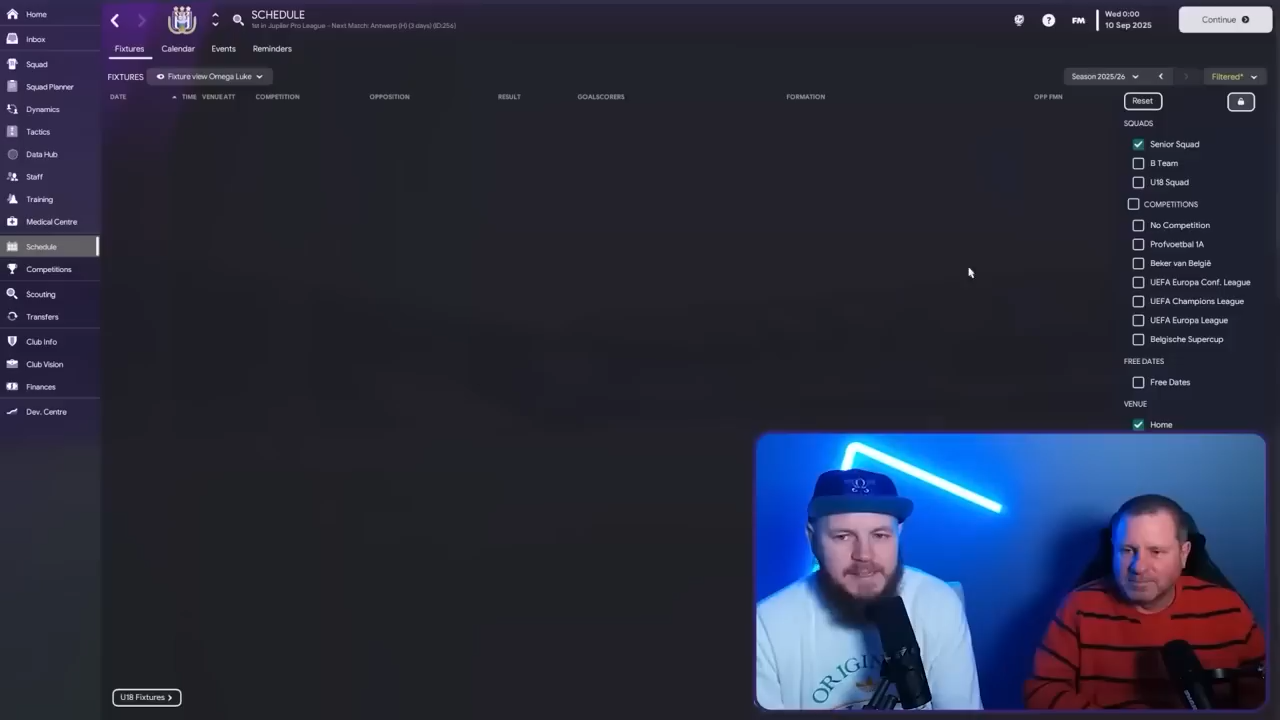 Home
Inbox
Squad
Squad Planner
Dynamics
Tactics
Data Hub
Staff
Training
Medical Centre
Schedule
Competitions
Scouting
Transfers
Club Info
Club Vision
Finances
Dev. Centre
SCHEDULE
1st in Jupiler Pro League - Next Match: Antwerp (H) (3 days) (ID:256)
? FM
Wed 0:00
10 Sep 2025
Continue
Fixtures Calendar Events Reminders
FIXTURES Fixture view Omega Luke
Season 2025/26 Filtered*
DATE TIME VENUE ATT COMPETITION OPPOSITION RESULT GOALSCORERS FORMATION OPP FMN
Reset
SQUADS
Senior Squad
B Team
U18 Squad
COMPETITIONS
No Competition
Profvoetbal 1A
Beker van België
UEFA Europa Conf. League
UEFA Champions League
UEFA Europa League
Belgische Supercup
FREE DATES
Free Dates
VENUE
Home
Ω
ORIGIN
U18 Fixtures